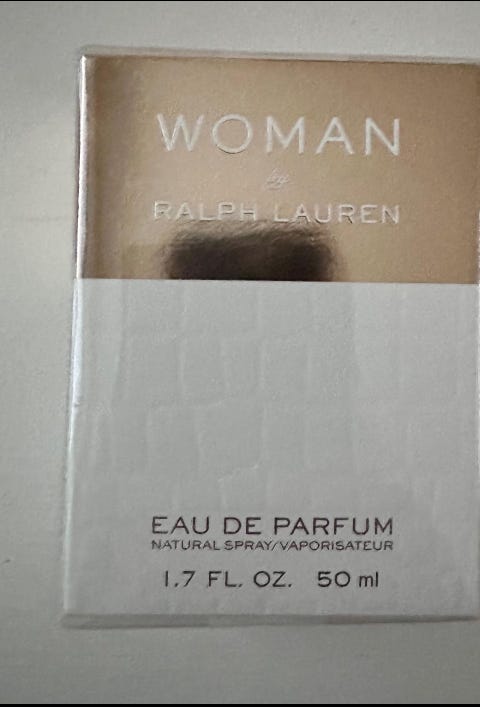 WOMAN
by
RALPH LAUREN
EAU DE PARFUM
NATURAL SPRAY/VAPORISATEUR
1.7 FL. OZ. 50 ml